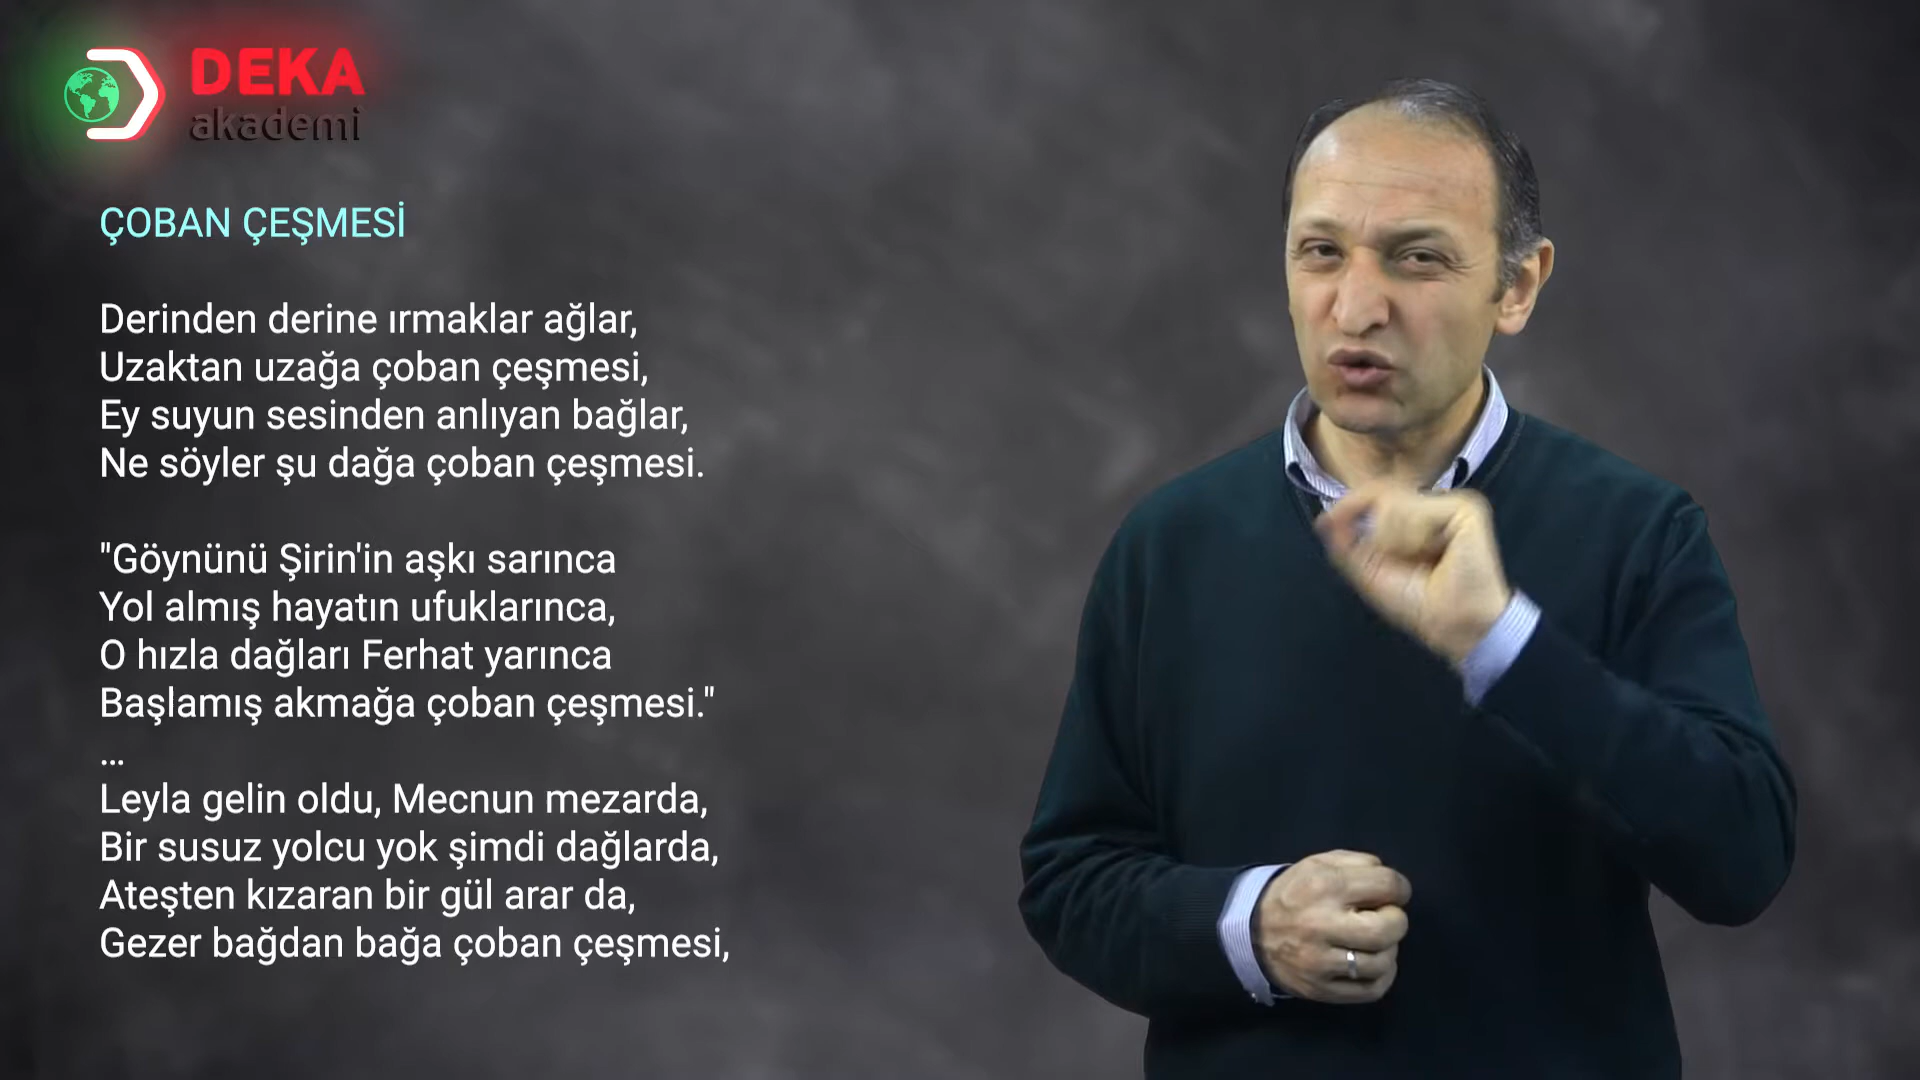 DEKA
akademi
ÇOBAN ÇEŞMESİ
Derinden derine ırmaklar ağlar,
Uzaktan uzağa çoban çeşmesi,
Ey suyun sesinden anlıyan bağlar,
Ne söyler şu dağa çoban çeşmesi.
"Göynünü Şirin'in aşkı sarınca
Yol almış hayatın ufuklarınca,
O hızla dağları Ferhat yarınca
Başlamış akmağa çoban çeşmesi."
...
Leyla gelin oldu, Mecnun mezarda,
Bir susuz yolcu yok şimdi dağlarda,
Ateşten kızaran bir gül arar da,
Gezer bağdan bağa çoban çeşmesi,